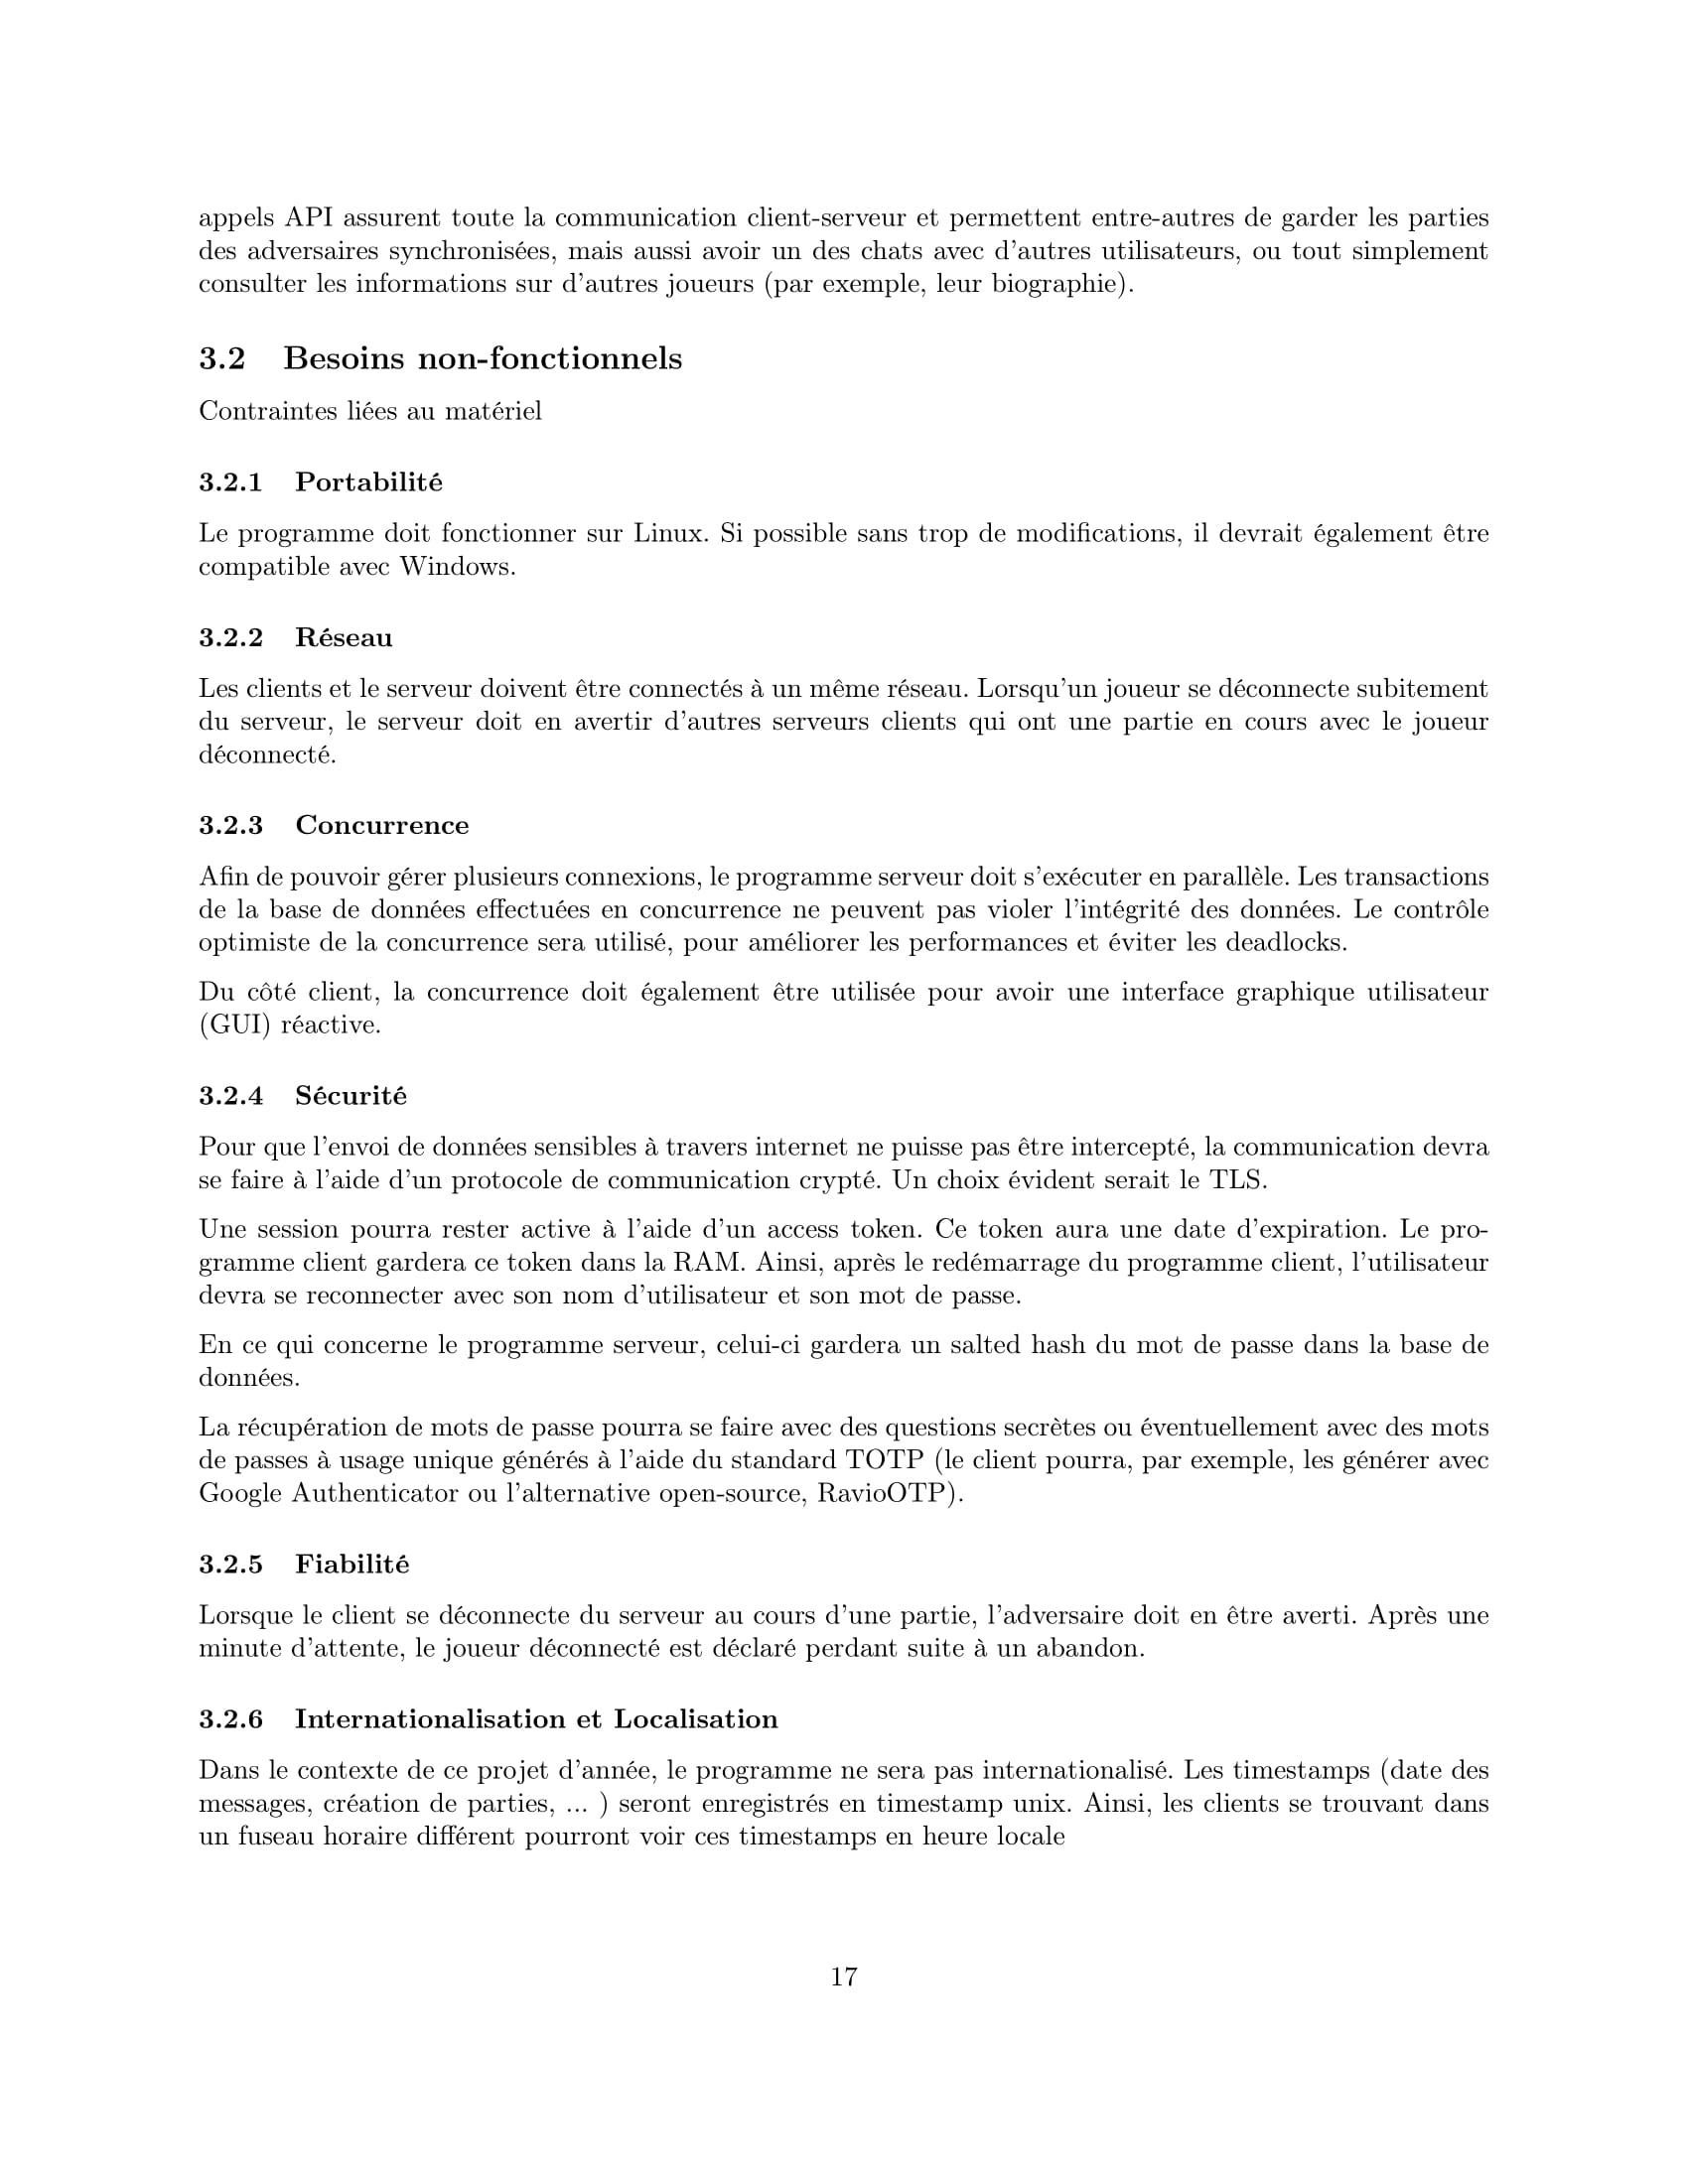 appels API assurent toute la communication client-serveur et permettent entre-autres de garder les parties
des adversaires synchronisées, mais aussi avoir un des chats avec d'autres utilisateurs, ou tout simplement
consulter les informations sur d'autres joueurs (par exemple, leur biographie).
3.2 Besoins non-fonctionnels
Contraintes liées au matériel
3.2.1 Portabilité
Le programme doit fonctionner sur Linux. Si possible sans trop de modifications, il devrait également être
compatible avec Windows.
3.2.2 Réseau
Les clients et le serveur doivent être connectés à un même réseau. Lorsqu'un joueur se déconnecte subitement
du serveur, le serveur doit en avertir d'autres serveurs clients qui ont une partie en cours avec le joueur
déconnecté.
3.2.3 Concurrence
Afin de pouvoir gérer plusieurs connexions, le programme serveur doit s'exécuter en parallèle. Les transactions
de la base de données effectuées en concurrence ne peuvent pas violer l'intégrité des données. Le contrôle
optimiste de la concurrence sera utilisé, pour améliorer les performances et éviter les deadlocks.
Du côté client, la concurrence doit également être utilisée pour avoir une interface graphique utilisateur
(GUI) réactive.
3.2.4 Sécurité
Pour que l'envoi de données sensibles à travers internet ne puisse pas être intercepté, la communication devra
se faire à l'aide d'un protocole de communication crypté. Un choix évident serait le TLS.
Une session pourra rester active à l'aide d'un access token. Ce token aura une date d'expiration. Le pro-
gramme client gardera ce token dans la RAM. Ainsi, après le redémarrage du programme client, l'utilisateur
devra se reconnecter avec son nom d'utilisateur et son mot de passe.
En ce qui concerne le programme serveur, celui-ci gardera un salted hash du mot de passe dans la base de
données.
La récupération de mots de passe pourra se faire avec des questions secrètes ou éventuellement avec des mots
de passes à usage unique générés à l'aide du standard TOTP (le client pourra, par exemple, les générer avec
Google Authenticator ou l'alternative open-source, RavioOTP).
3.2.5 Fiabilité
Lorsque le client se déconnecte du serveur au cours d'une partie, l'adversaire doit en être averti. Après une
minute d'attente, le joueur déconnecté est déclaré perdant suite à un abandon.
3.2.6 Internationalisation et Localisation
Dans le contexte de ce projet d'année, le programme ne sera pas internationalisé. Les timestamps (date des
messages, création de parties, ... ) seront enregistrés en timestamp unix. Ainsi, les clients se trouvant dans
un fuseau horaire différent pourront voir ces timestamps en heure locale
17